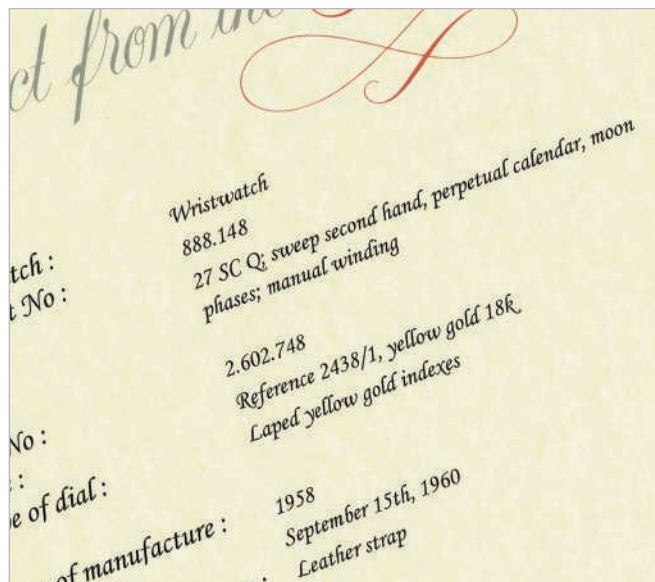 ct from the
Wristwatch
888.148
tch :
27 SC Q; sweep second hand, perpetual calendar, moon
t No :
phases; manual winding
2.602.748
Reference 2438/1, yellow gold 18k
No :
Laped yellow gold indexes
:
e of dial :
1958
of manufacture :
September 15th, 1960
Leather strap
: